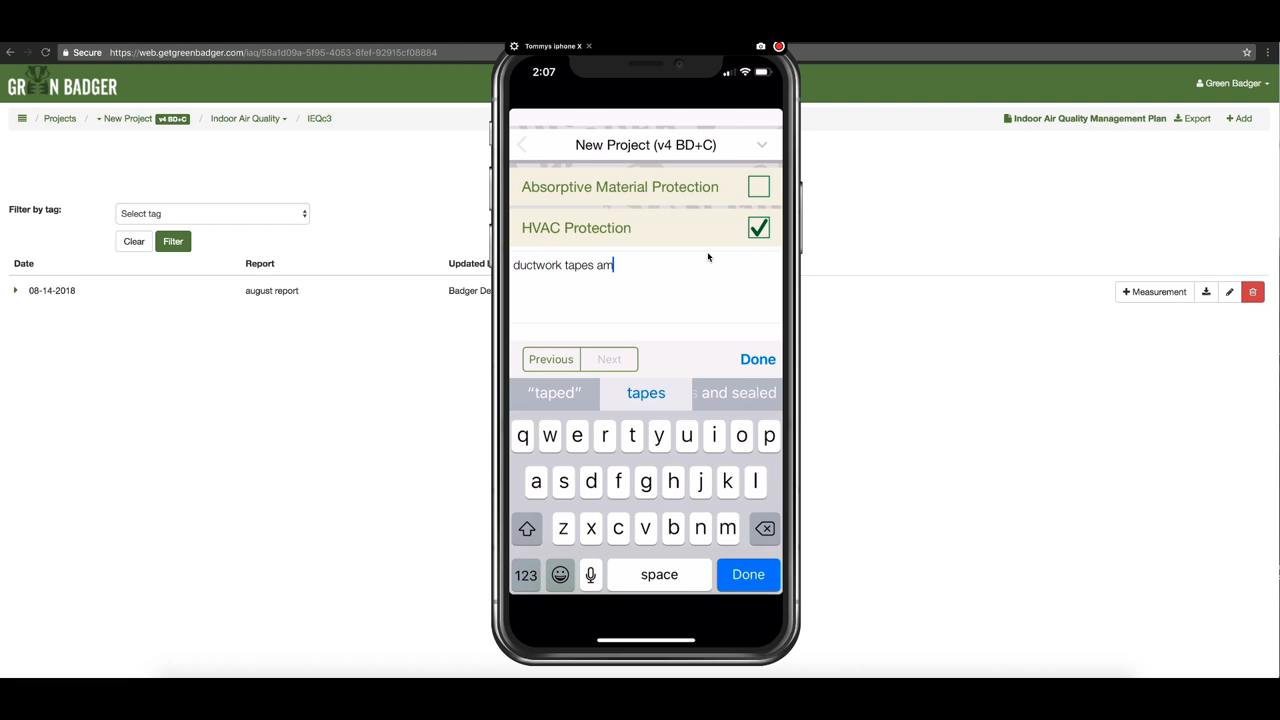 Tommys iphone X
Secure https://web.getgreenbadger.com/iaq/58a1d09a-5f95-4053-8fef-92915cf08884
2:07
GREEN BADGER
Green Badger
/ Projects / New Project v4 BD+C / Indoor Air Quality / IEQc3
Indoor Air Quality Management Plan Export + Add
New Project (v4 BD+C)
Absorptive Material Protection
HVAC Protection
Filter by tag:
Select tag
Clear Filter
Date Report Updated
08-14-2018 august report Badger De
+ Measurement
ductwork tapes am
Previous Next Done
“taped” tapes and sealed
q w e r t y u i o p
a s d f g h j k l
z x c v b n m
123 space Done